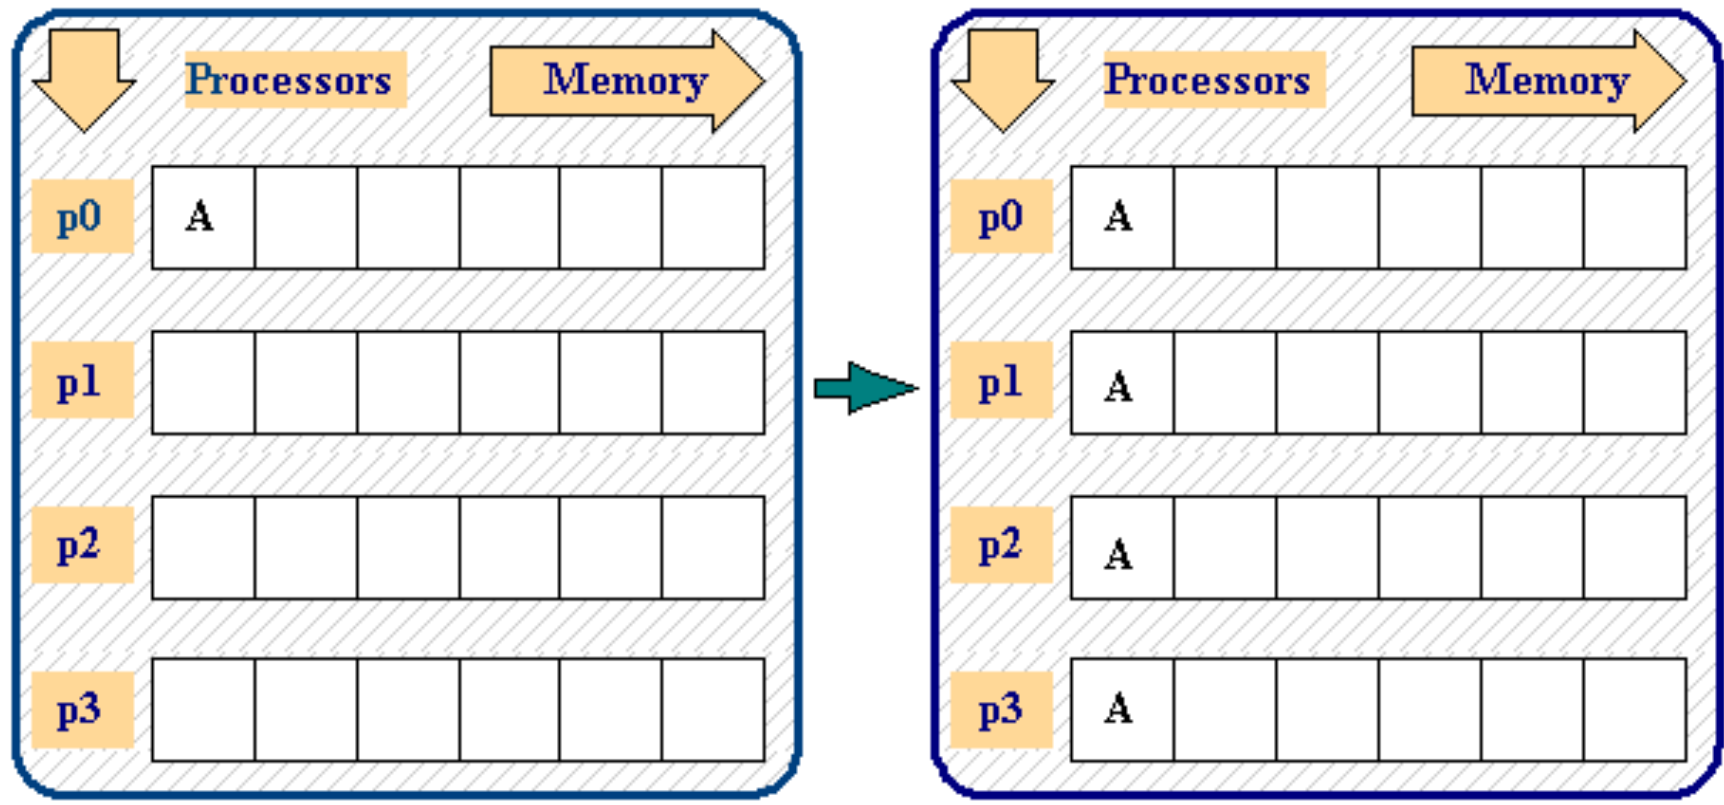 Processors Memory
p0 A
p1
p2
p3
Processors Memory
p0 A
p1 A
p2 A
p3 A